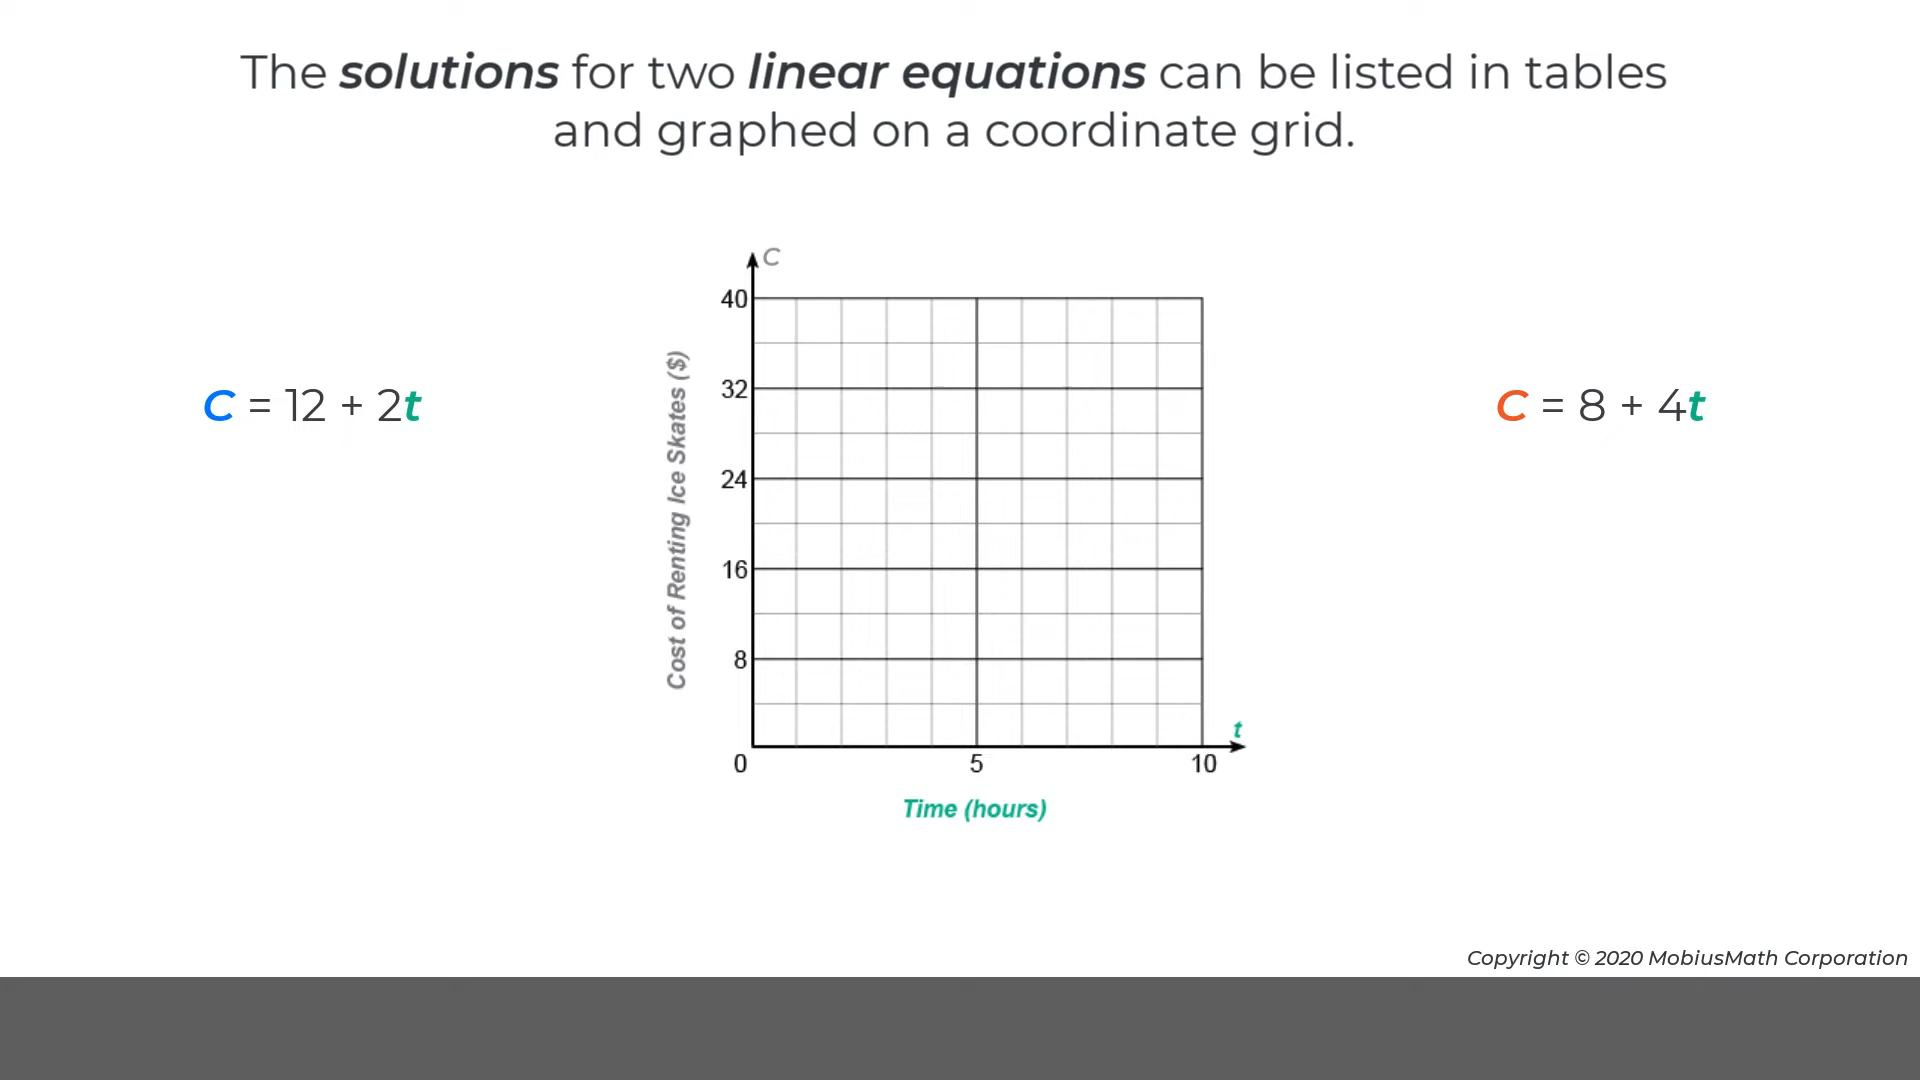 The solutions for two linear equations can be listed in tables
and graphed on a coordinate grid.
C = 12 + 2t
C
40
32
24
16
8
0
5
10
t
Cost of Renting Ice Skates ($)
Time (hours)
C = 8 + 4t
Copyright © 2020 MobiusMath Corporation